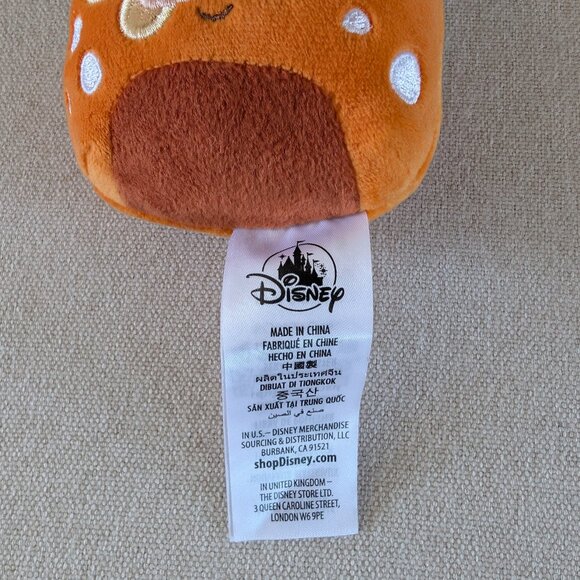 Disney
MADE IN CHINA
FABRIQUÉ EN CHINE
HECHO EN CHINA
中國製
ผลิตในประเทศจีน
DIBUAT DI TIONGKOK
중국산
SẢN XUẤT TẠI TRUNG QUỐC
صنع في الصين
IN U.S.– DISNEY MERCHANDISE
SOURCING & DISTRIBUTION, LLC
BURBANK, CA 91521
shopDisney.com
IN UNITED KINGDOM –
THE DISNEY STORE LTD.
3 QUEEN CAROLINE STREET,
LONDON W6 9PE